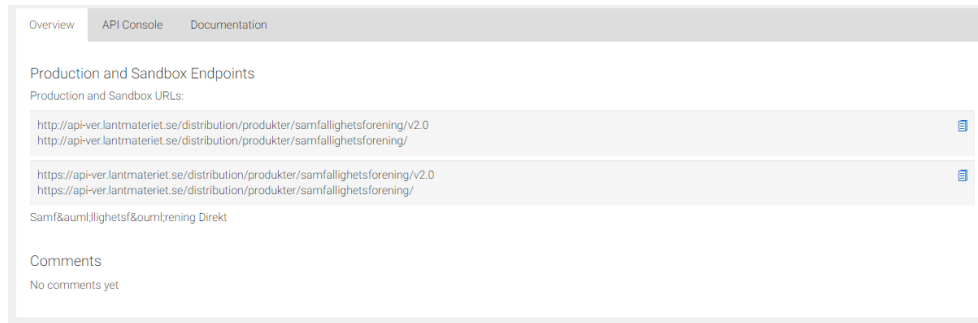 Overview API Console Documentation
Production and Sandbox Endpoints
Production and Sandbox URLs:
http://api-ver.lantmateriet.se/distribution/produkter/samfallighetsforening/v2.0
http://api-ver.lantmateriet.se/distribution/produkter/samfallighetsforening/
https://api-ver.lantmateriet.se/distribution/produkter/samfallighetsforening/v2.0
https://api-ver.lantmateriet.se/distribution/produkter/samfallighetsforening/
Samf&auml;llighetsf&ouml;rening Direkt
Comments
No comments yet